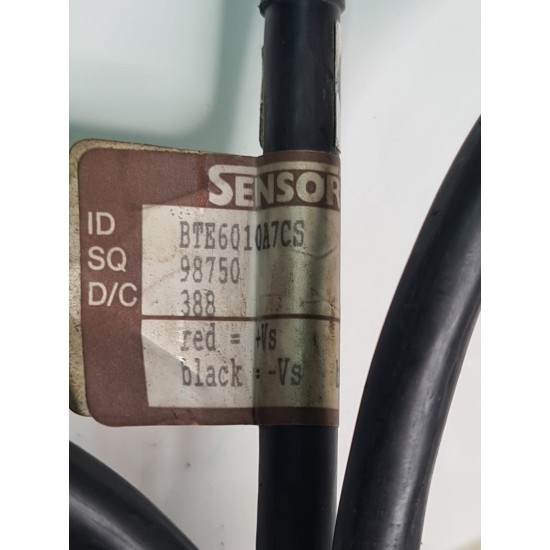 SENSOR
ID BTE6010A7CS
SQ 98750
D/C 388
red = +Vs
black = -Vs b